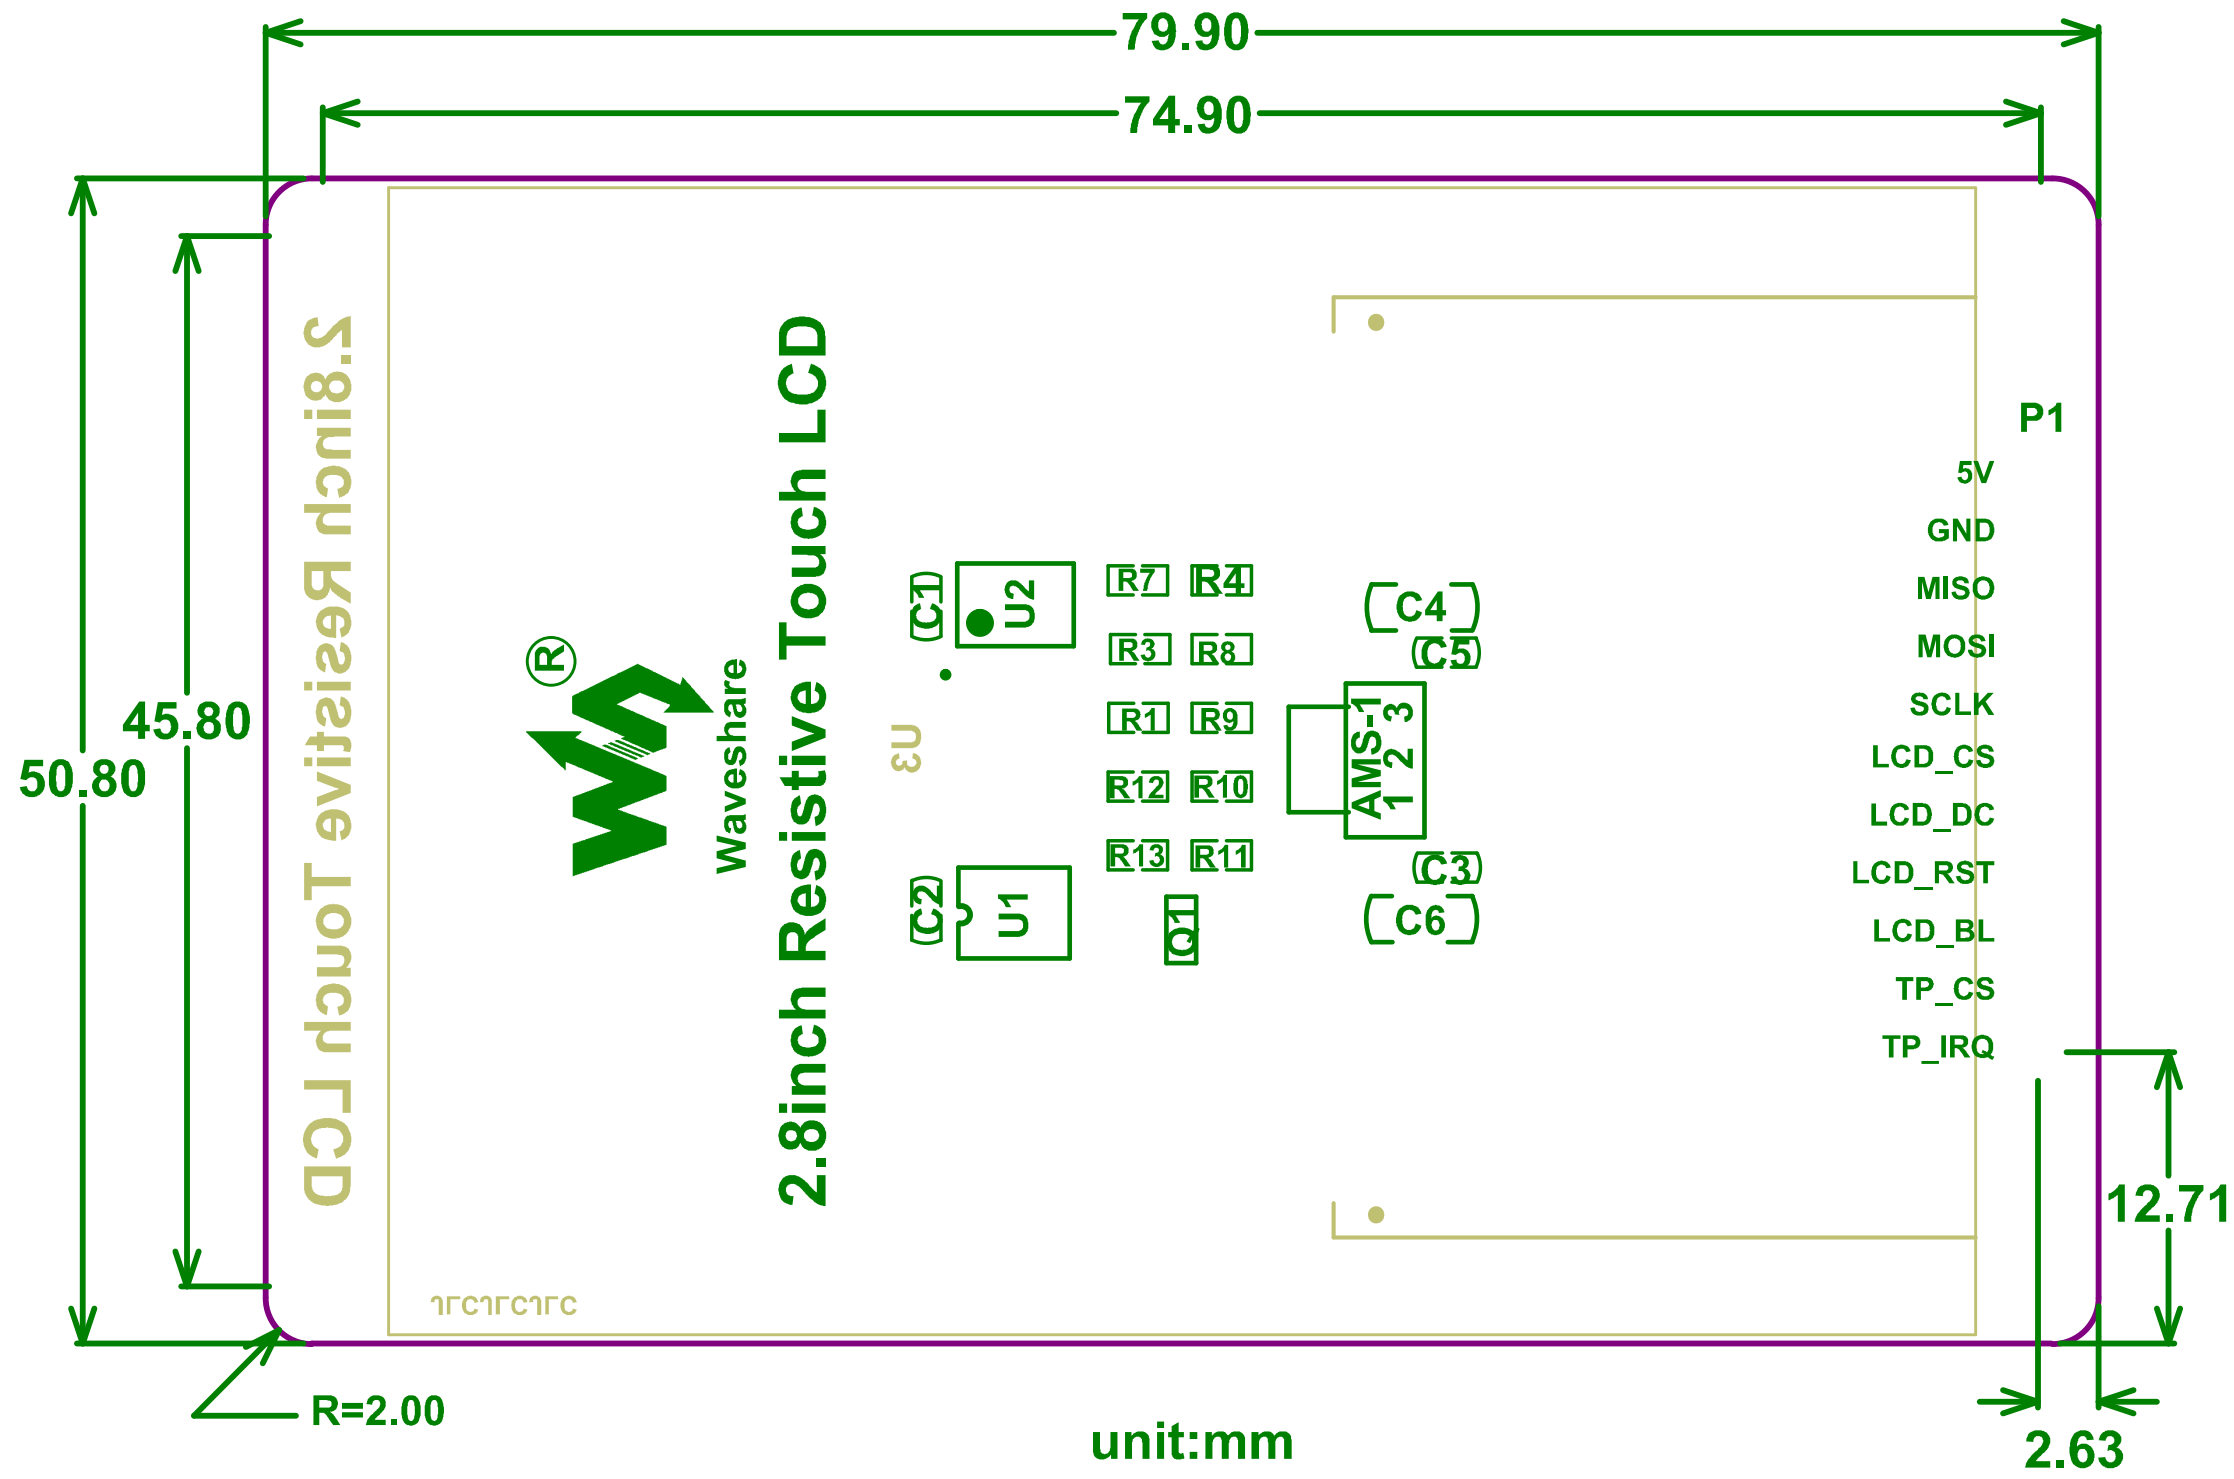 79.90
74.90
50.80
45.80
2.8inch Resistive Touch LCD
®
Waveshare
2.8inch Resistive Touch LCD
C1
U2
U3
C2
U1
R7
R4
R3
R8
R1
R9
R12
R10
R13
R11
Q1
C4
C5
AMS-1
1 2 3
C3
C6
P1
5V
GND
MISO
MOSI
SCLK
LCD_CS
LCD_DC
LCD_RST
LCD_BL
TP_CS
TP_IRQ
12.71
2.63
JLCJLCJLC
R=2.00
unit:mm